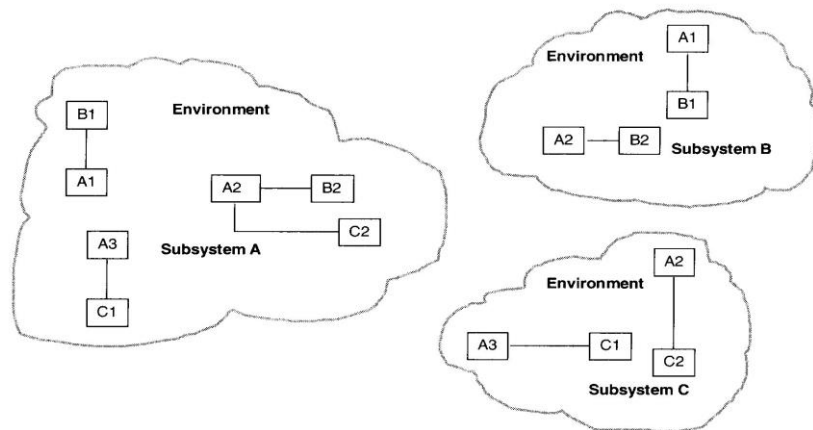 Environment
B1
A1
A2
B2
C2
A3
Subsystem A
C1
A1
Environment
B1
A2
B2
Subsystem B
A2
Environment
A3
C1
C2
Subsystem C